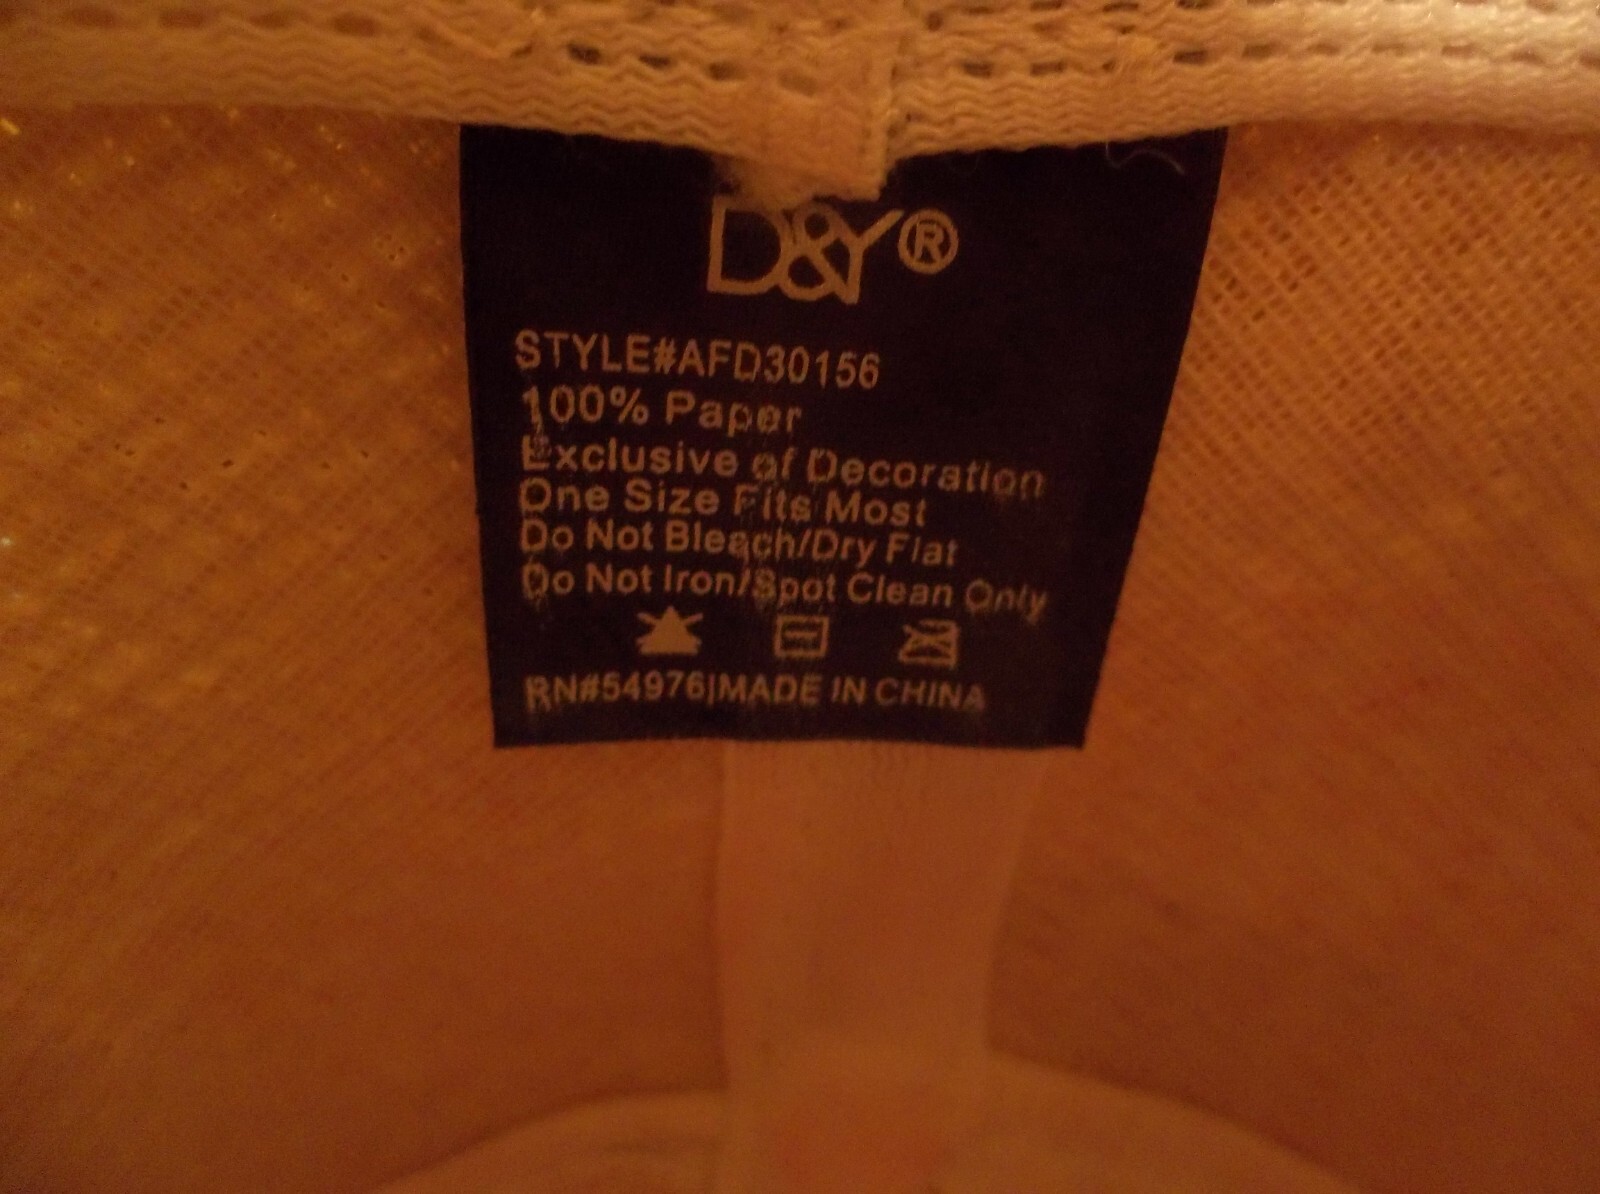 D&Y®
STYLE#AFD30156
100% Paper
Exclusive of Decoration
One Size Fits Most
Do Not Bleach/Dry Flat
Do Not Iron/Spot Clean Only
RN#54976|MADE IN CHINA